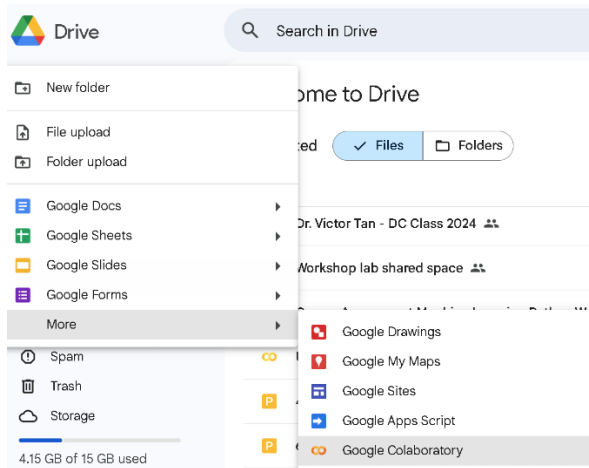 Drive
Search in Drive
New folder
ome to Drive
File upload
ed
Files
Folders
Folder upload
Google Docs
Google Sheets
Dr. Victor Tan - DC Class 2024
Google Slides
Workshop lab shared space
Google Forms
More
Google Drawings
Spam
Google My Maps
Trash
Google Sites
Storage
Google Apps Script
4.15 GB of 15 GB used
Google Colaboratory